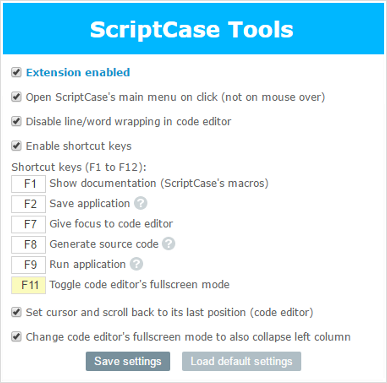 ScriptCase Tools
Extension enabled
Open ScriptCase's main menu on click (not on mouse over)
Disable line/word wrapping in code editor
Enable shortcut keys
Shortcut keys (F1 to F12):
F1 Show documentation (ScriptCase's macros)
F2 Save application ?
F7 Give focus to code editor
F8 Generate source code ?
F9 Run application ?
F11 Toggle code editor's fullscreen mode
Set cursor and scroll back to its last position (code editor)
Change code editor's fullscreen mode to also collapse left column
Save settings Load default settings